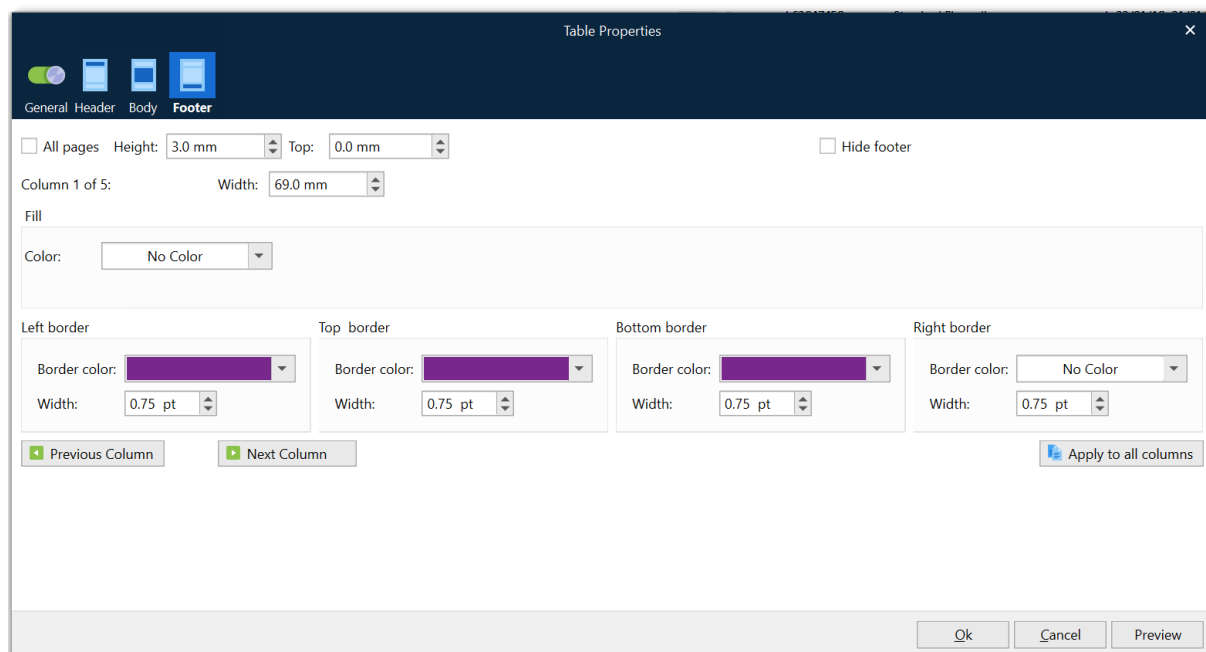 Table Properties
General Header Body Footer
All pages Height: 3.0 mm Top: 0.0 mm Hide footer
Column 1 of 5: Width: 69.0 mm
Fill
Color: No Color
Left border Top border Bottom border Right border
Border color: Border color: Border color: Border color: No Color
Width: 0.75 pt Width: 0.75 pt Width: 0.75 pt Width: 0.75 pt
Previous Column Next Column Apply to all columns
Ok Cancel Preview